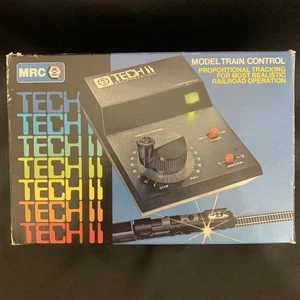 MRC
MODEL TRAIN CONTROL
PROPORTIONAL TRACKING
FOR MOST REALISTIC
RAILROAD OPERATION
TECH II
TECH
TECH II
TECH II
TECH II
TECH II
TECH II
TECH II